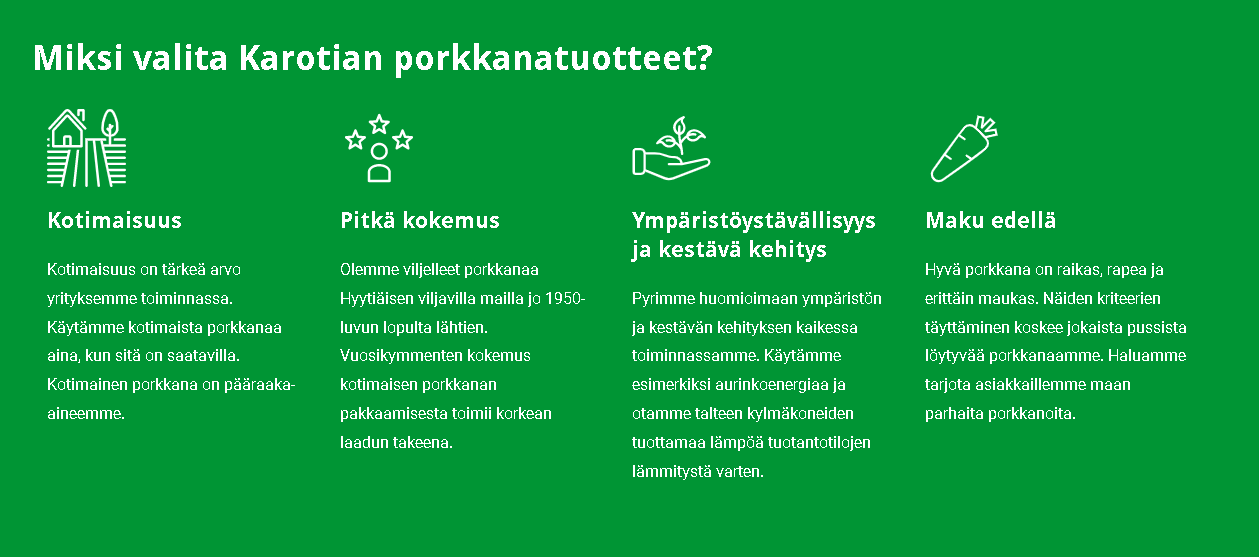 Miksi valita Karotian porkkanatuotteet?
Kotimaisuus
Kotimaisuus on tärkeä arvo
yrityksemme toiminnassa.
Käytämme kotimaista porkkanaa
aina, kun sitä on saatavilla.
Kotimainen porkkana on pääraaka-
aineemme.
Pitkä kokemus
Olemme viljelleet porkkanaa
Hyytiäisen viljavilla mailla jo 1950-
luvun lopulta lähtien.
Vuosikymmenten kokemus
kotimaisen porkkanan
pakkaamisesta toimii korkean
laadun takeena.
Ympäristöystävällisyys
ja kestävä kehitys
Pyrimme huomioimaan ympäristön
ja kestävän kehityksen kaikessa
toiminnassamme. Käytämme
esimerkiksi aurinkoenergiaa ja
otamme talteen kylmäkoneiden
tuottamaa lämpöä tuotantotilojen
lämmitystä varten.
Maku edellä
Hyvä porkkana on raikas, rapea ja
erittäin maukas. Näiden kriteerien
täyttäminen koskee jokaista pussista
löytyvää porkkanaamme. Haluamme
tarjota asiakkaillemme maan
parhaita porkkanoita.